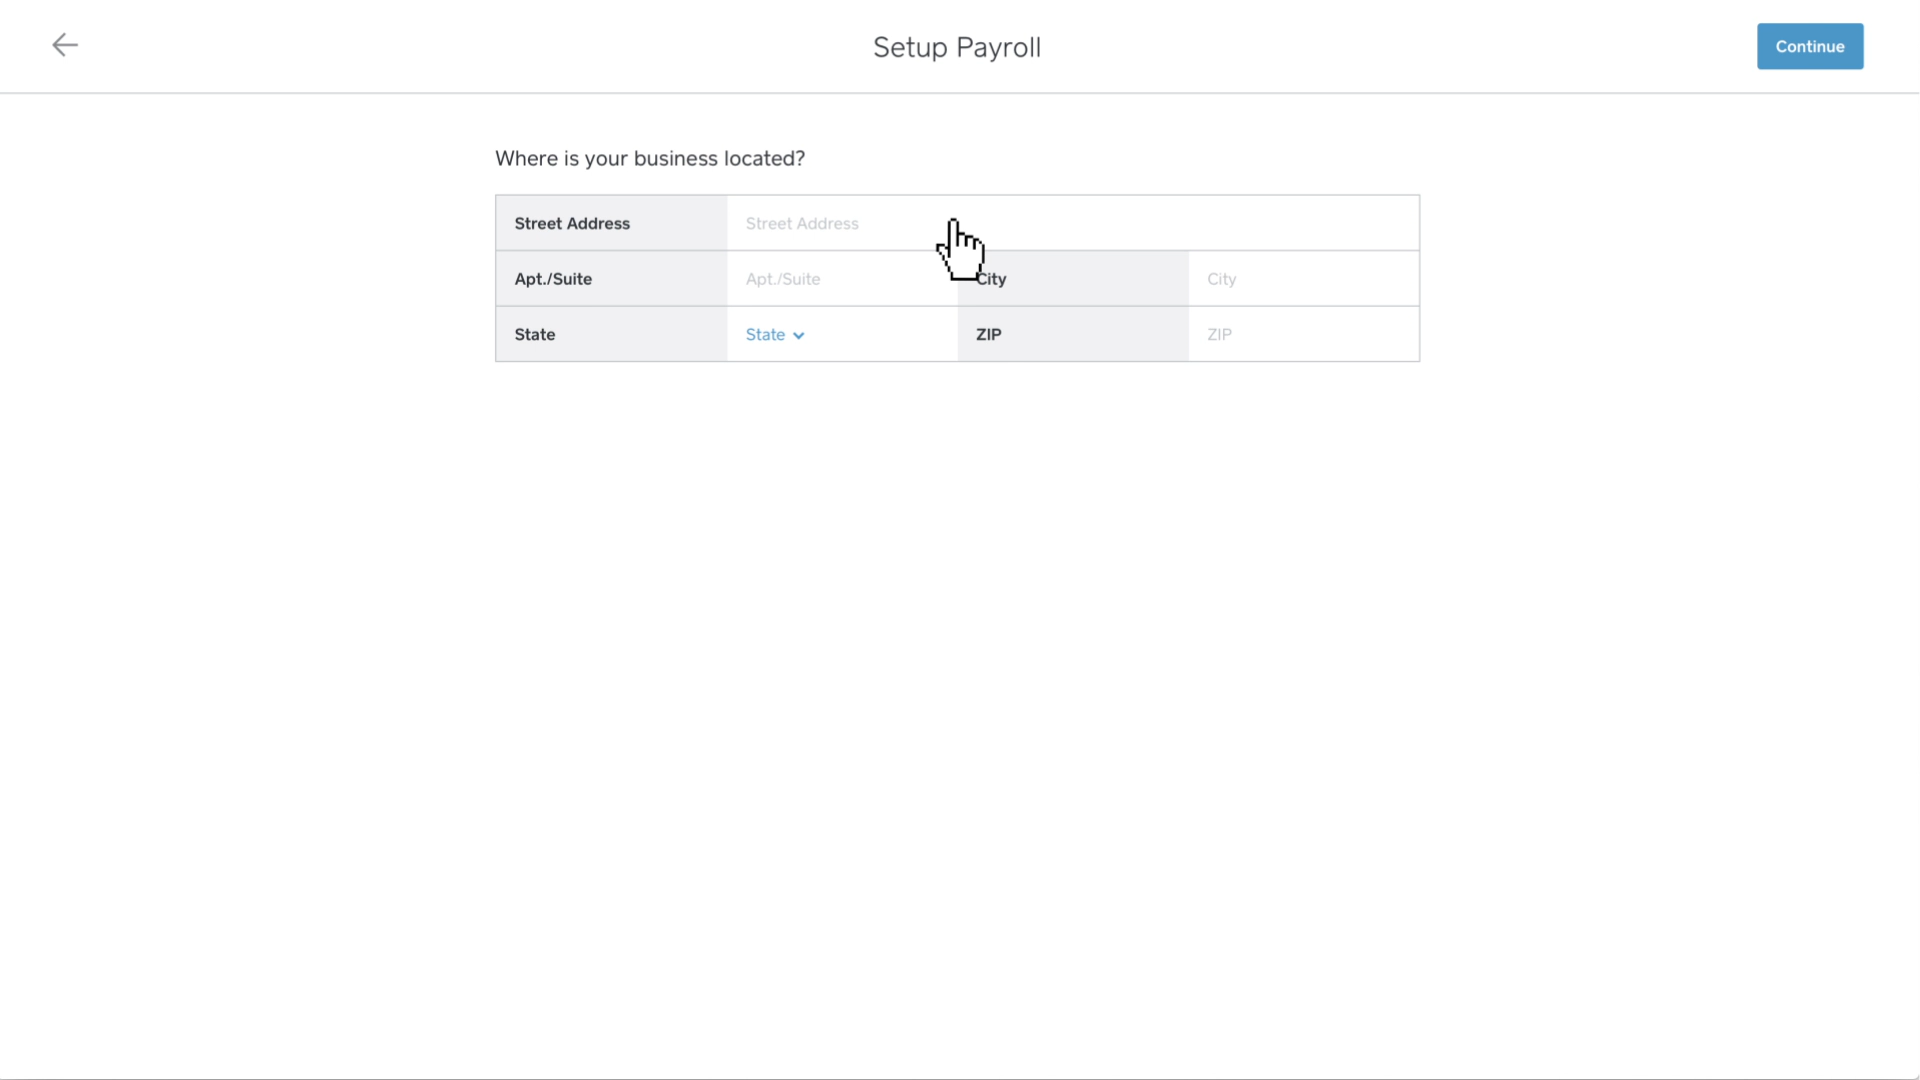 Setup Payroll
Continue
Where is your business located?
Street Address Street Address
Apt./Suite Apt./Suite City City
State State ZIP ZIP